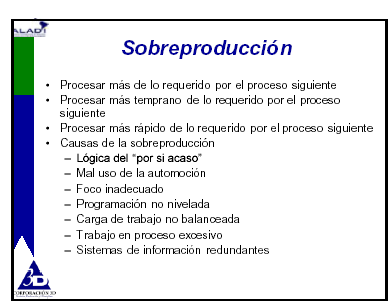 ALADI
Sobreproducción
• Procesar más de lo requerido por el proceso siguiente
• Procesar más temprano de lo requerido por el proceso
siguiente
• Procesar más rápido de lo requerido por el proceso siguiente
• Causas de la sobreproducción
– Lógica del "por si acaso"
– Mal uso de la automoción
– Foco inadecuado
– Programación no nivelada
– Carga de trabajo no balanceada
– Trabajo en proceso excesivo
– Sistemas de información redundantes
3D
CORPORACIÓN 3D